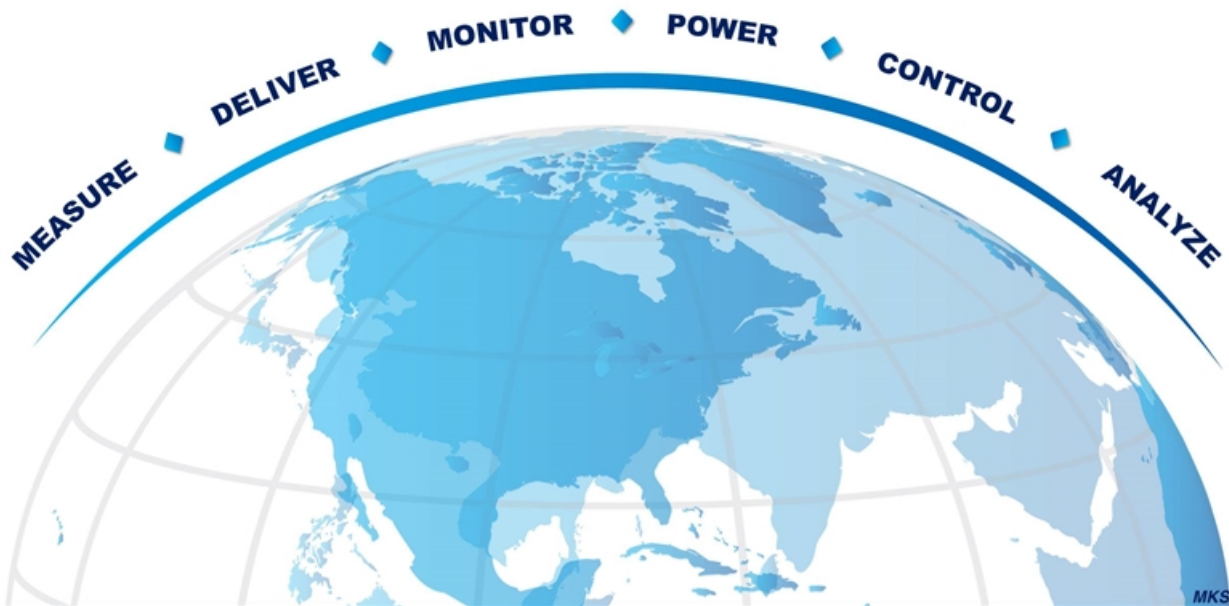 MEASURE
DELIVER
MONITOR
POWER
CONTROL
ANALYZE
MKS